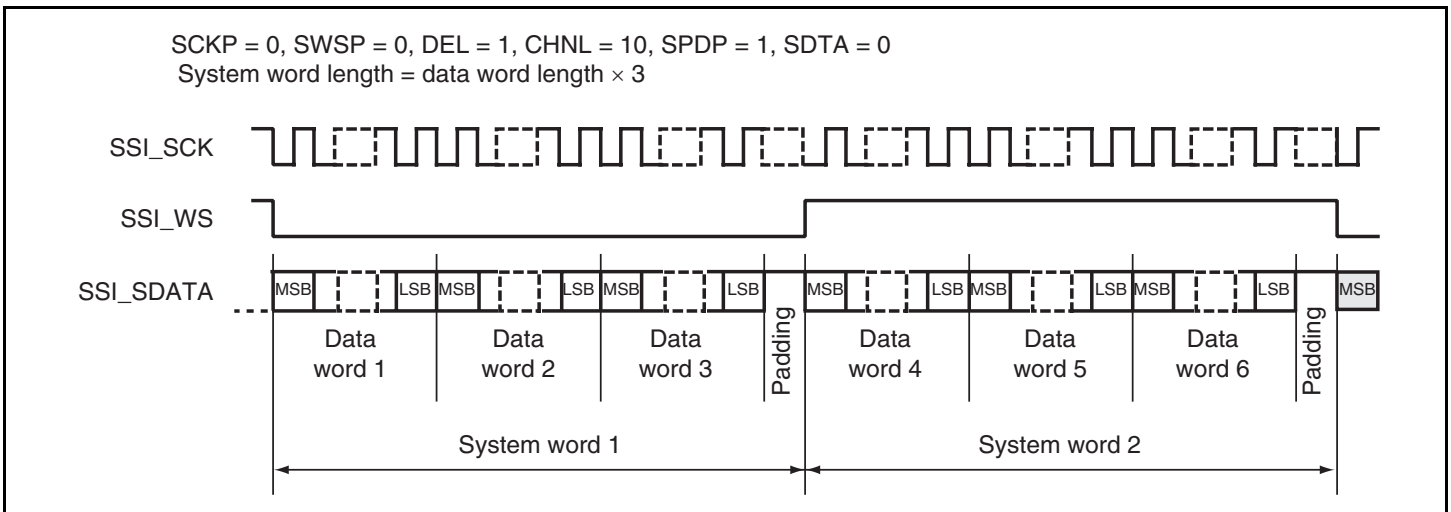 SCKP = 0, SWSP = 0, DEL = 1, CHNL = 10, SPDP = 1, SDTA = 0
System word length = data word length × 3
SSI_SCK
SSI_WS
SSI_SDATA
MSB LSB MSB LSB MSB LSB MSB LSB MSB LSB MSB LSB MSB
Data word 1
Data word 2
Data word 3
Padding
Data word 4
Data word 5
Data word 6
Padding
System word 1
System word 2